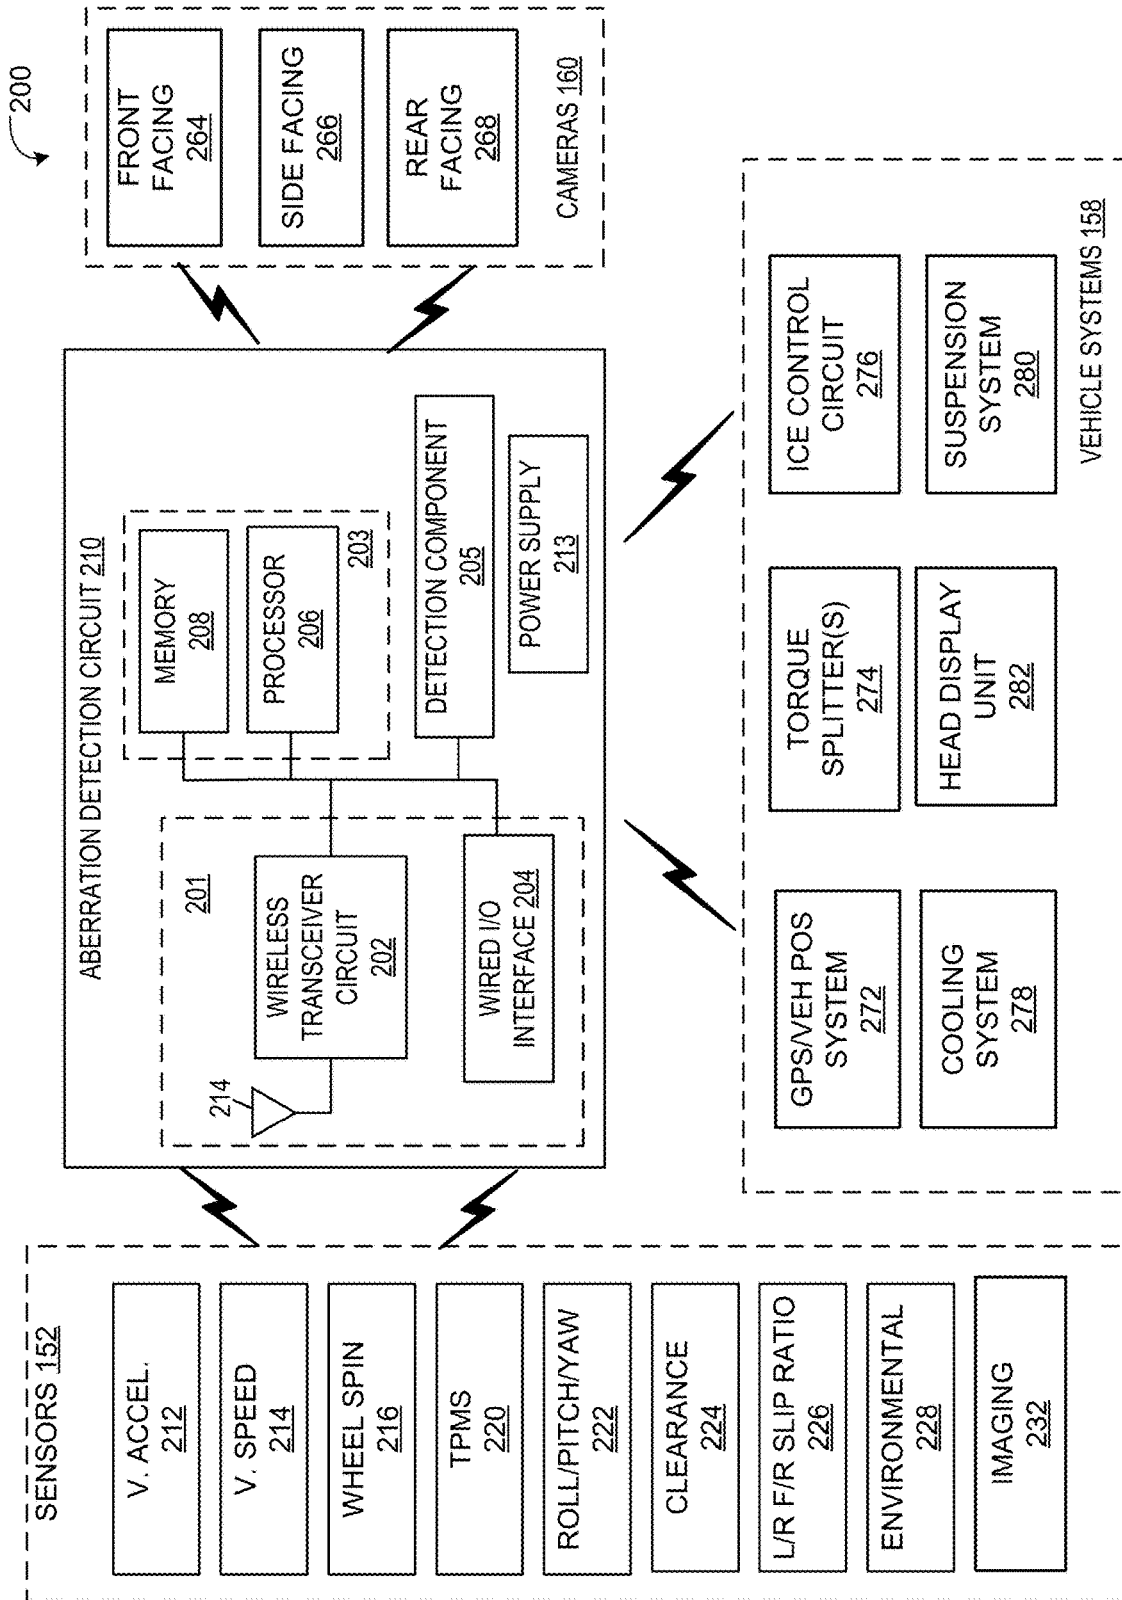 200
SENSORS 152
V. ACCEL.
212
V. SPEED
214
WHEEL SPIN
216
TPMS
220
ROLL/PITCH/YAW
222
CLEARANCE
224
L/R F/R SLIP RATIO
226
ENVIRONMENTAL
228
IMAGING
232
ABERRATION DETECTION CIRCUIT 210
201
214
WIRELESS
TRANSCEIVER
CIRCUIT
202
WIRED I/O
INTERFACE 204
MEMORY
208
PROCESSOR
206
203
DETECTION COMPONENT
205
POWER SUPPLY
213
FRONT
FACING
264
SIDE FACING
266
REAR
FACING
268
CAMERAS 160
GPS/VEH POS
SYSTEM
272
TORQUE
SPLITTER(S)
274
ICE CONTROL
CIRCUIT
276
COOLING
SYSTEM
278
HEAD DISPLAY
UNIT
282
SUSPENSION
SYSTEM
280
VEHICLE SYSTEMS 158